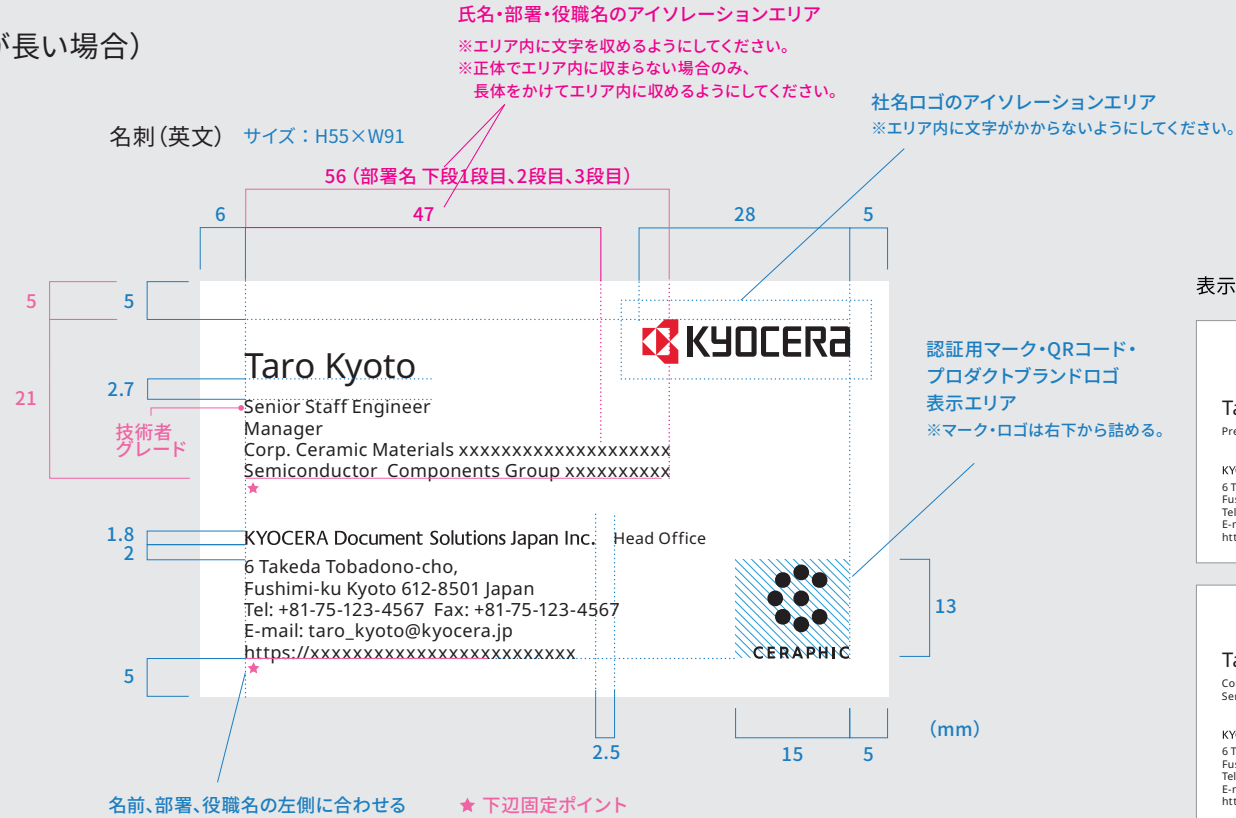 が長い場合）
氏名・部署・役職名のアイソレーションエリア
※エリア内に文字を収めるようにしてください。
※正体でエリア内に収まらない場合のみ、
長体をかけてエリア内に収めるようにしてください。
社名ロゴのアイソレーションエリア
※エリア内に文字がかからないようにしてください。
名刺（英文） サイズ：H55×W91
56（部署名 下段1段目、2段目、3段目）
6
47
28
5
5
5
21
2.7
技術者
グレード
KYOCERA
Taro Kyoto
Senior Staff Engineer
Manager
Corp. Ceramic Materials xxxxxxxxxxxxxxxxxxxx
Semiconductor  Components Group xxxxxxxxxx
★
1.8
2
KYOCERA Document Solutions Japan Inc. Head Office
6 Takeda Tobadono-cho,
Fushimi-ku Kyoto 612-8501 Japan
Tel: +81-75-123-4567  Fax: +81-75-123-4567
E-mail: taro_kyoto@kyocera.jp
https://xxxxxxxxxxxxxxxxxxxxxxxxx
★
5
CERAPHIC
13
認証用マーク・QRコード・
プロダクトブランドロゴ
表示エリア
※マーク・ロゴは右下から詰める。
2.5
15
5
（mm）
名前、部署、役職名の左側に合わせる
★ 下辺固定ポイント
表示
Ta
Pre
KYO
6 T
Fus
Tel
E-m
htt
Ta
Co
Se
KYO
6 T
Fus
Tel
E-m
htt